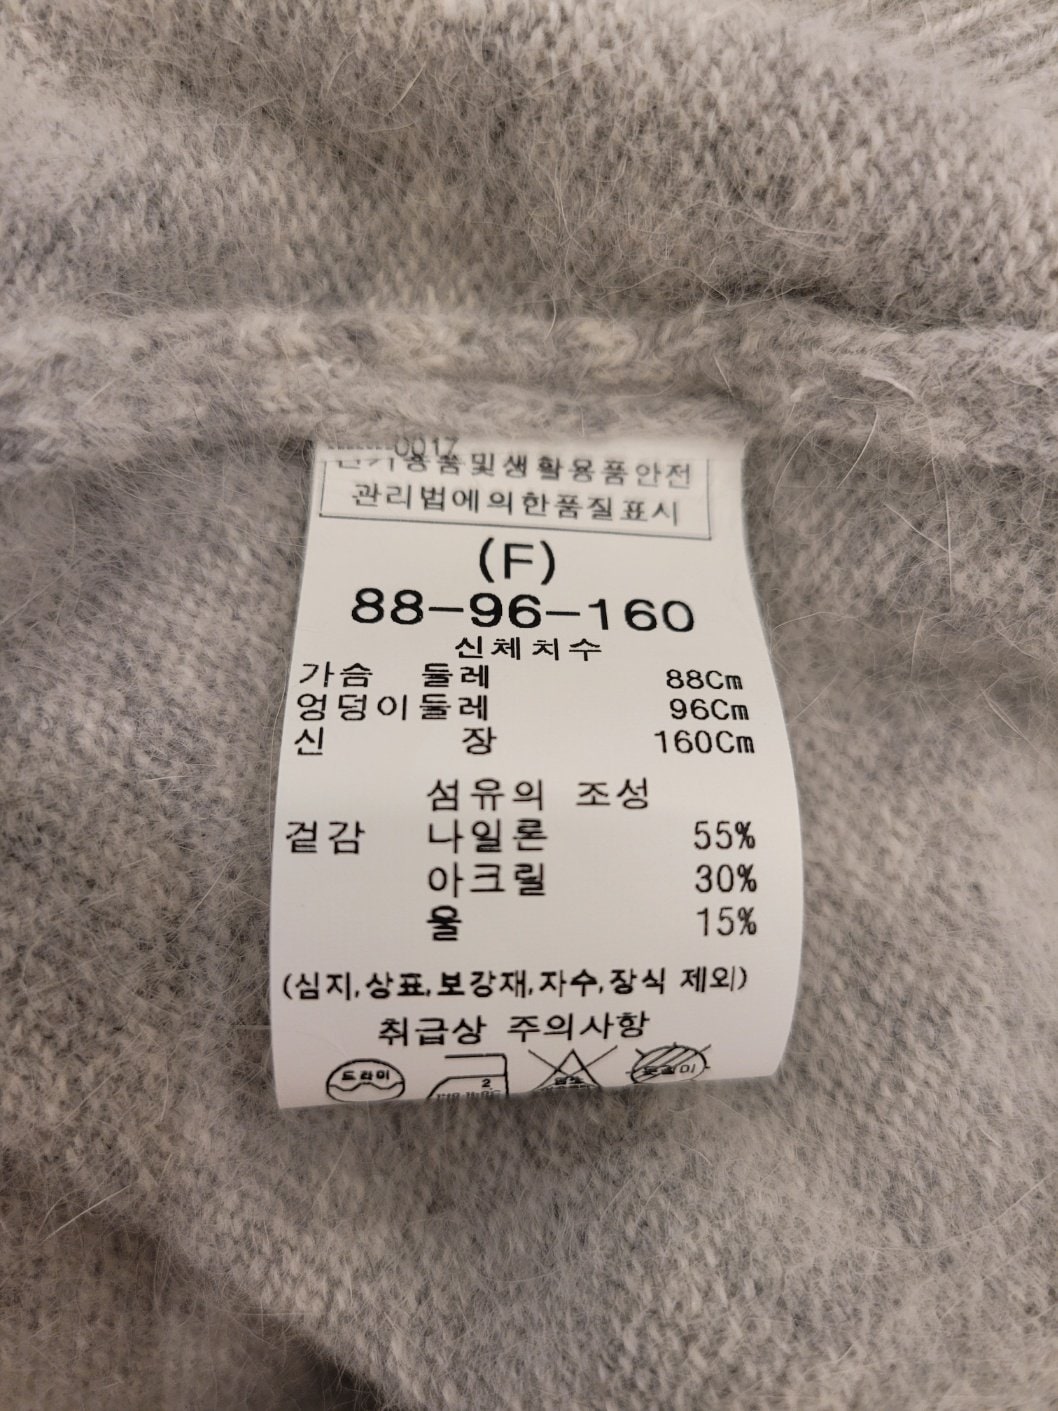 0017
전기용품및생활용품안전
관리법에의한품질표시
(F)
88-96-160
신체치수
가슴 둘레 88Cm
엉덩이둘레 96Cm
신 장 160Cm
섬유의 조성
겉감 나일론 55%
아크릴 30%
울 15%
(심지,상표,보강재,자수,장식 제외)
취급상 주의사항
드라이 2